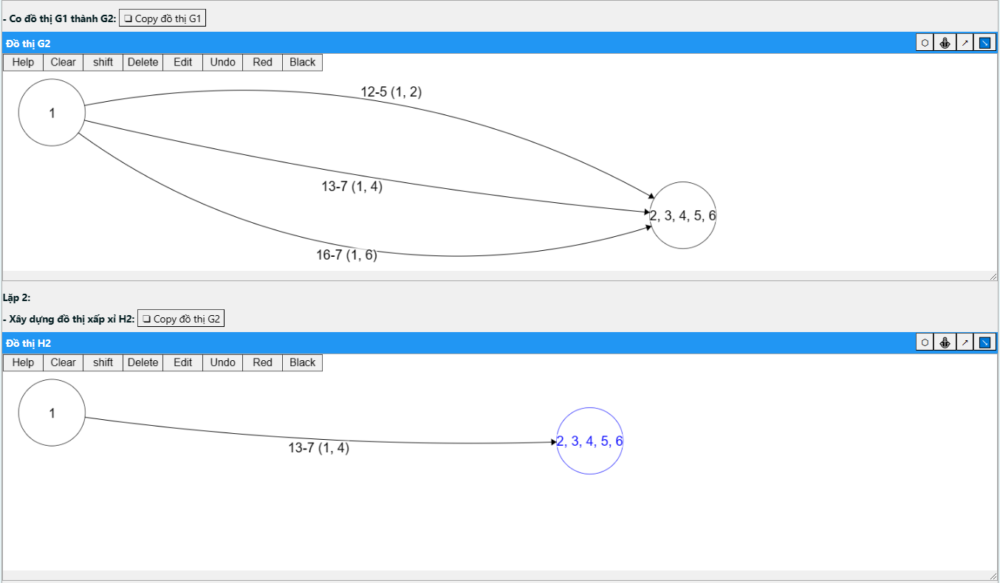 - Co đồ thị G1 thành G2: ❏ Copy đồ thị G1
Đồ thị G2
Help Clear shift Delete Edit Undo Red Black
12-5 (1, 2)
1
13-7 (1, 4)
2, 3, 4, 5, 6
16-7 (1, 6)
Lặp 2:
- Xây dựng đồ thị xấp xỉ H2: ❏ Copy đồ thị G2
Đồ thị H2
Help Clear shift Delete Edit Undo Red Black
1
2, 3, 4, 5, 6
13-7 (1, 4)